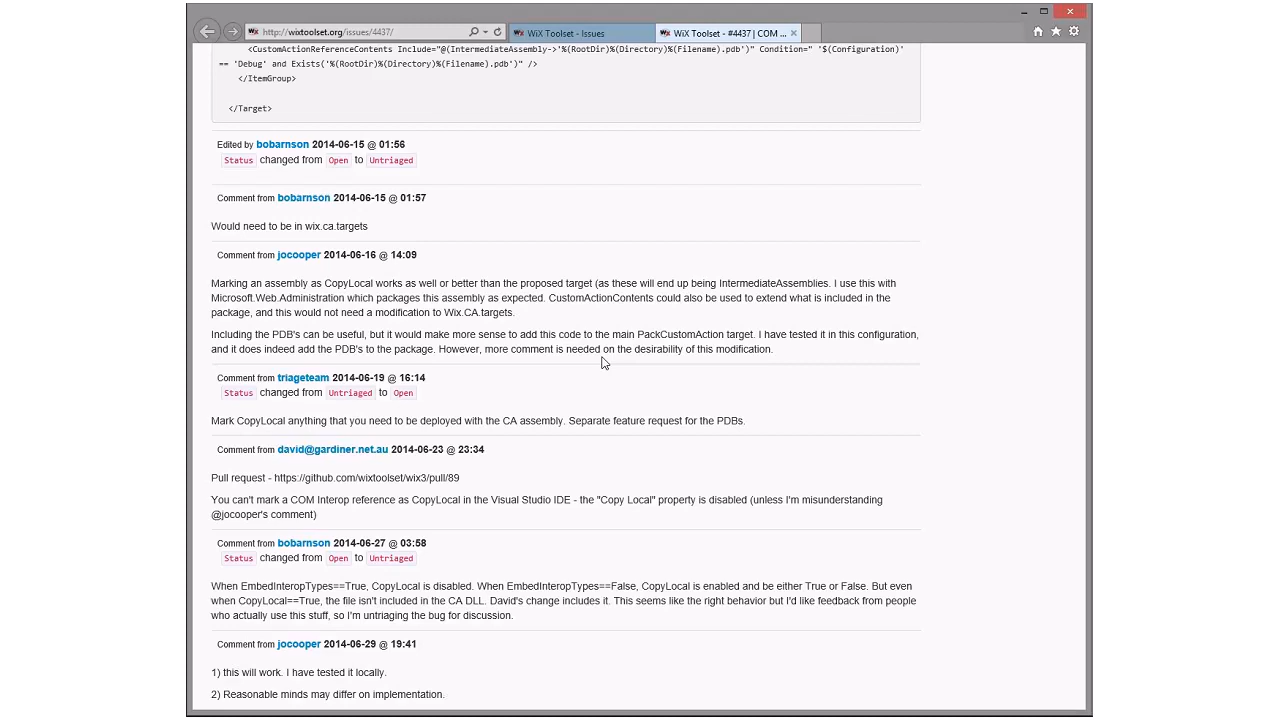 http://wixtoolset.org/issues/4437/
WiX Toolset - Issues
WiX Toolset - #4437 | COM ...
<CustomActionReferenceContents Include="@(IntermediateAssembly->'%(RootDir)%(Directory)%(Filename).pdb')" Condition=" '$(Configuration)'
== 'Debug' and Exists('%(RootDir)%(Directory)%(Filename).pdb')" />
</ItemGroup>
</Target>
Edited by bobarnson 2014-06-15 @ 01:56
Status changed from Open to Untriaged
Comment from bobarnson 2014-06-15 @ 01:57
Would need to be in wix.ca.targets
Comment from jocooper 2014-06-16 @ 14:09
Marking an assembly as CopyLocal works as well or better than the proposed target (as these will end up being IntermediateAssemblies. I use this with
Microsoft.Web.Administration which packages this assembly as expected. CustomActionContents could also be used to extend what is included in the
package, and this would not need a modification to Wix.CA.targets.
Including the PDB's can be useful, but it would make more sense to add this code to the main PackCustomAction target. I have tested it in this configuration,
and it does indeed add the PDB's to the package. However, more comment is needed on the desirability of this modification.
Comment from triageteam 2014-06-19 @ 16:14
Status changed from Untriaged to Open
Mark CopyLocal anything that you need to be deployed with the CA assembly. Separate feature request for the PDBs.
Comment from david@gardiner.net.au 2014-06-23 @ 23:34
Pull request - https://github.com/wixtoolset/wix3/pull/89
You can't mark a COM Interop reference as CopyLocal in the Visual Studio IDE - the "Copy Local" property is disabled (unless I'm misunderstanding
@jocooper's comment)
Comment from bobarnson 2014-06-27 @ 03:58
Status changed from Open to Untriaged
When EmbedInteropTypes==True, CopyLocal is disabled. When EmbedInteropTypes==False, CopyLocal is enabled and be either True or False. But even
when CopyLocal==True, the file isn't included in the CA DLL. David's change includes it. This seems like the right behavior but I'd like feedback from people
who actually use this stuff, so I'm untriaging the bug for discussion.
Comment from jocooper 2014-06-29 @ 19:41
1) this will work. I have tested it locally.
2) Reasonable minds may differ on implementation.